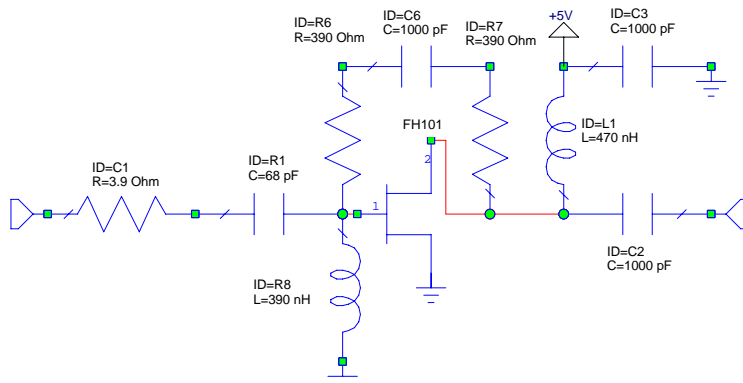 ID=R6
R=390 Ohm
ID=C6
C=1000 pF
ID=R7
R=390 Ohm
+5V
ID=C3
C=1000 pF
FH101
ID=L1
L=470 nH
2
ID=C1
R=3.9 Ohm
ID=R1
C=68 pF
1
ID=C2
C=1000 pF
ID=R8
L=390 nH